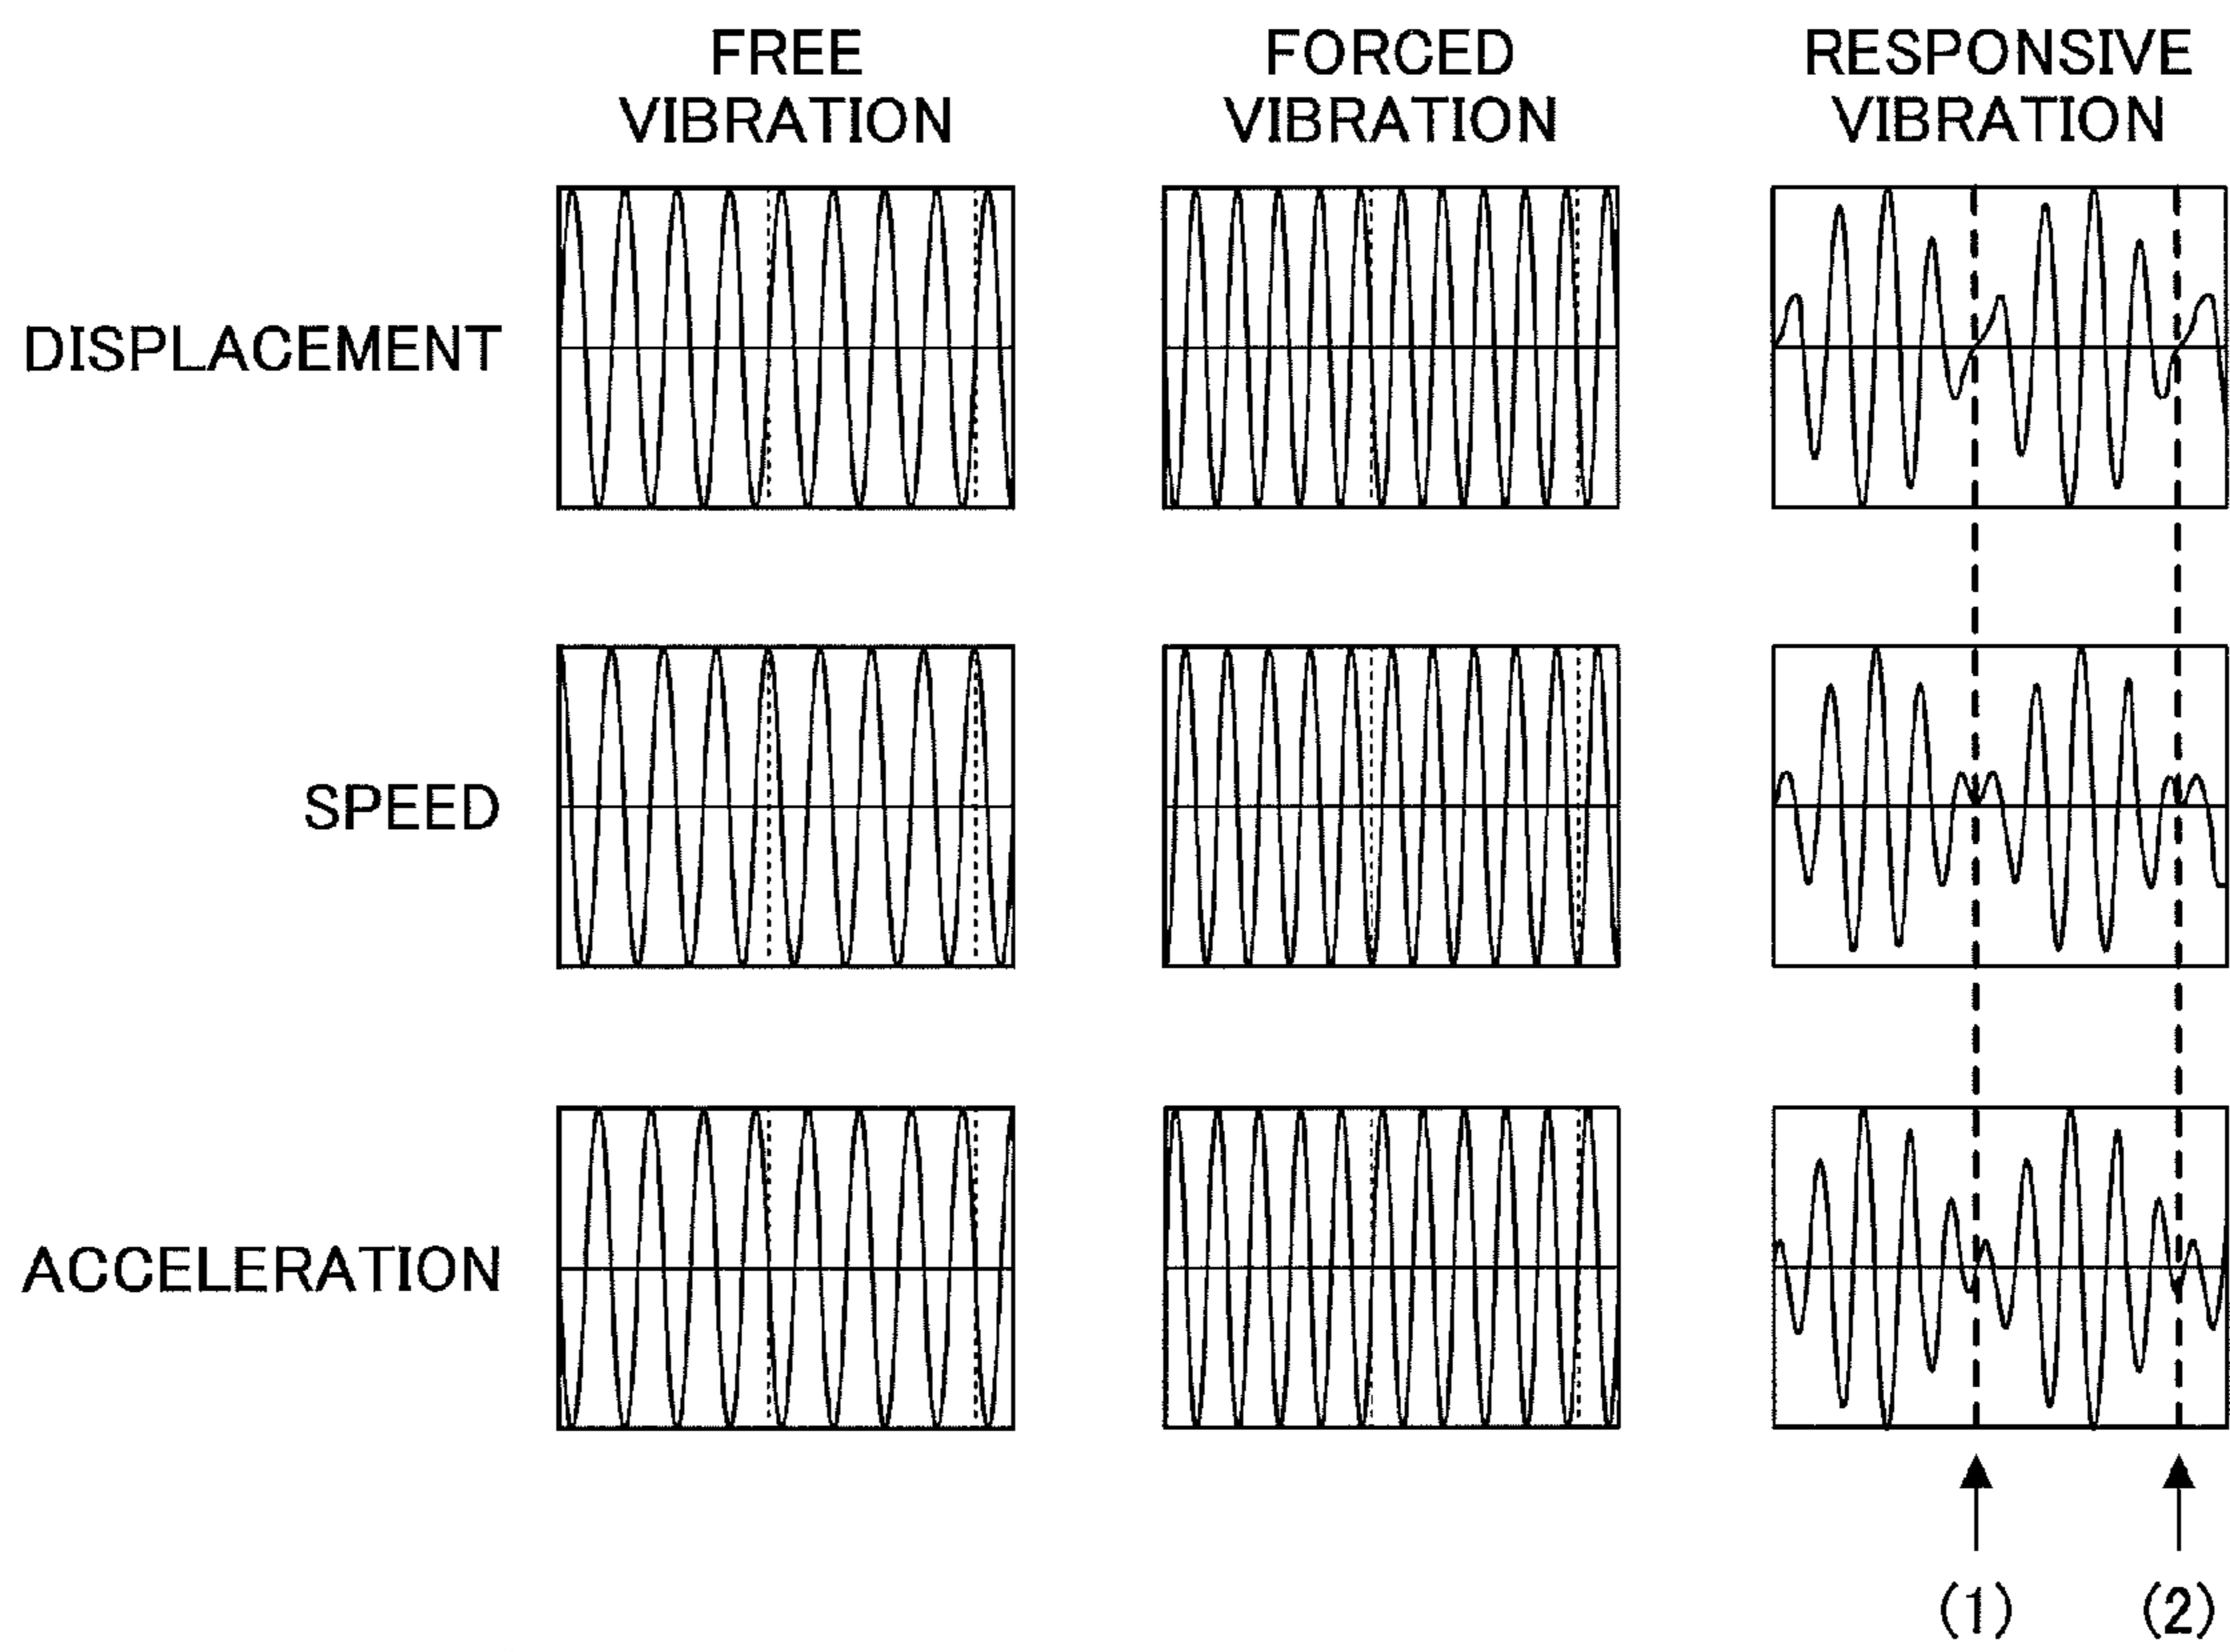 FREE
VIBRATION
FORCED
VIBRATION
RESPONSIVE
VIBRATION
DISPLACEMENT
SPEED
ACCELERATION
(1)
(2)